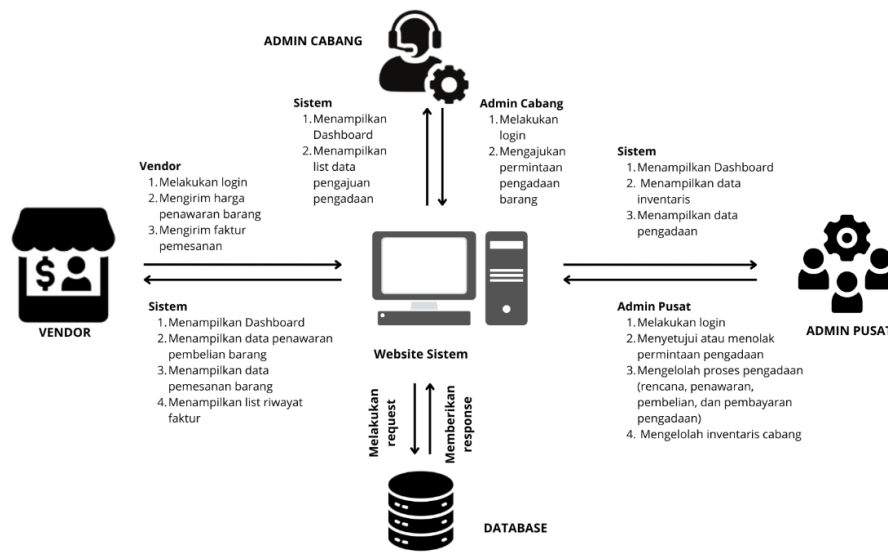 ADMIN CABANG
Sistem
1. Menampilkan
Dashboard
2. Menampilkan
list data
pengajuan
pengadaan
Admin Cabang
1. Melakukan
login
2. Mengajukan
permintaan
pengadaan
barang
Vendor
1. Melakukan login
2. Mengirim harga
penawaran barang
3. Mengirim faktur
pemesanan
Sistem
1. Menampilkan Dashboard
2. Menampilkan data
inventaris
3. Menampilkan data
pengadaan
VENDOR
Sistem
1. Menampilkan Dashboard
2. Menampilkan data penawaran
pembelian barang
3. Menampilkan data
pemesanan barang
4. Menampilkan list riwayat
faktur
Website Sistem
Admin Pusat
1. Melakukan login
2. Menyetujui atau menolak
permintaan pengadaan
3. Mengelolah proses pengadaan
(rencana, penawaran,
pembelian, dan pembayaran
pengadaan)
4. Mengelolah inventaris cabang
ADMIN PUSAT
Melakukan
request
Memberikan
response
DATABASE